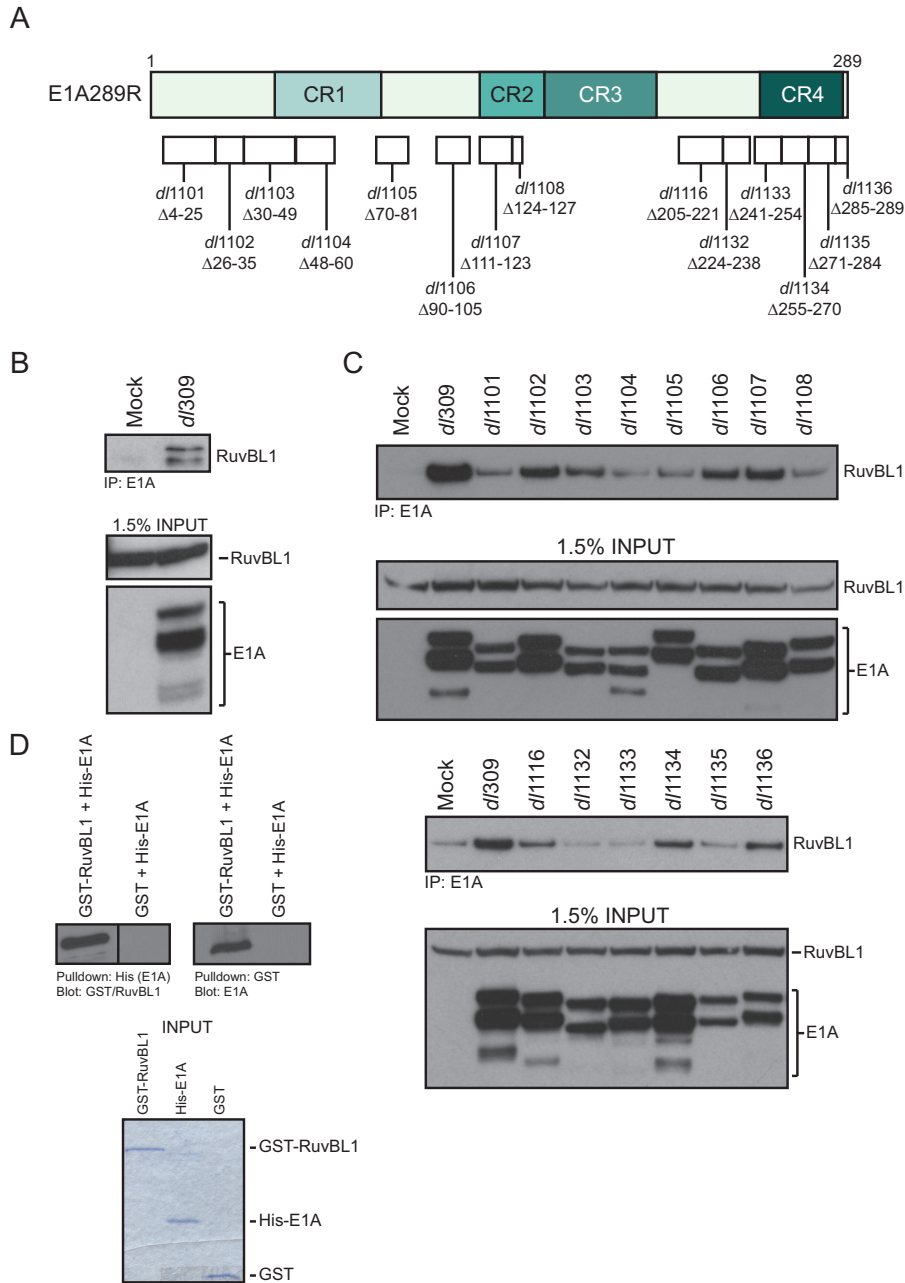 A
1
289
E1A289R
CR1
CR2
CR3
CR4
dl1101
Δ4-25
dl1102
Δ26-35
dl1103
Δ30-49
dl1104
Δ48-60
dl1105
Δ70-81
dl1106
Δ90-105
dl1107
Δ111-123
dl1108
Δ124-127
dl1116
Δ205-221
dl1132
Δ224-238
dl1133
Δ241-254
dl1134
Δ255-270
dl1135
Δ271-284
dl1136
Δ285-289
B
Mock
dl309
RuvBL1
IP: E1A
1.5% INPUT
RuvBL1
E1A
C
Mock
dl309
dl1101
dl1102
dl1103
dl1104
dl1105
dl1106
dl1107
dl1108
RuvBL1
IP: E1A
1.5% INPUT
RuvBL1
E1A
Mock
dl309
dl1116
dl1132
dl1133
dl1134
dl1135
dl1136
RuvBL1
IP: E1A
1.5% INPUT
RuvBL1
E1A
D
GST-RuvBL1 + His-E1A
GST + His-E1A
GST-RuvBL1 + His-E1A
GST + His-E1A
Pulldown: His (E1A)
Blot: GST/RuvBL1
Pulldown: GST
Blot: E1A
INPUT
GST-RuvBL1
His-E1A
GST
GST-RuvBL1
His-E1A
GST